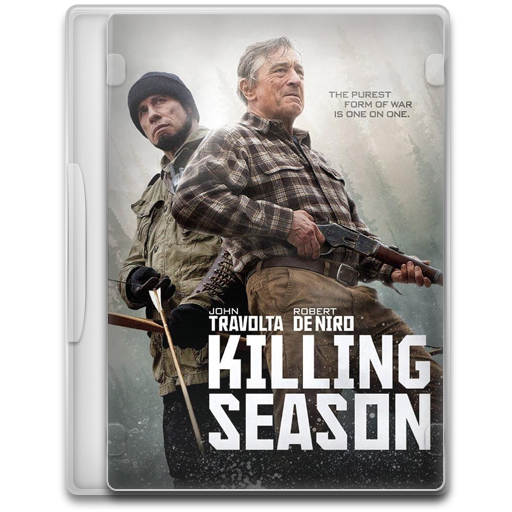 THE PUREST
FORM OF WAR
IS ONE ON ONE.
JOHN ROBERT
TRAVOLTA DE NIRO
KILLING
SEASON